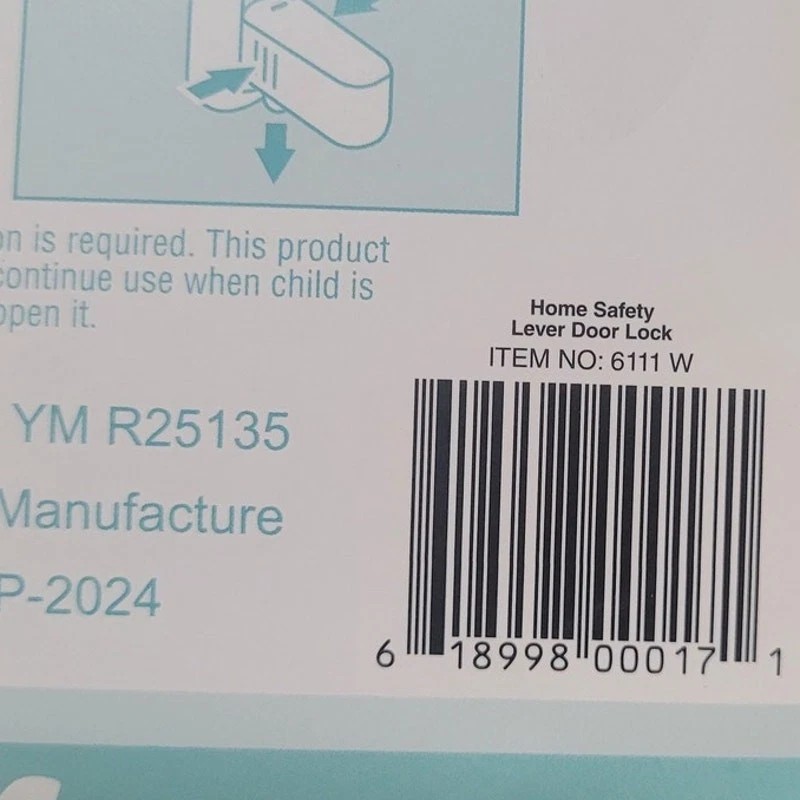 on is required. This product
continue use when child is
open it.
Home Safety
Lever Door Lock
ITEM NO: 6111 W
YM R25135
Manufacture
P-2024
6 18998 00017 1